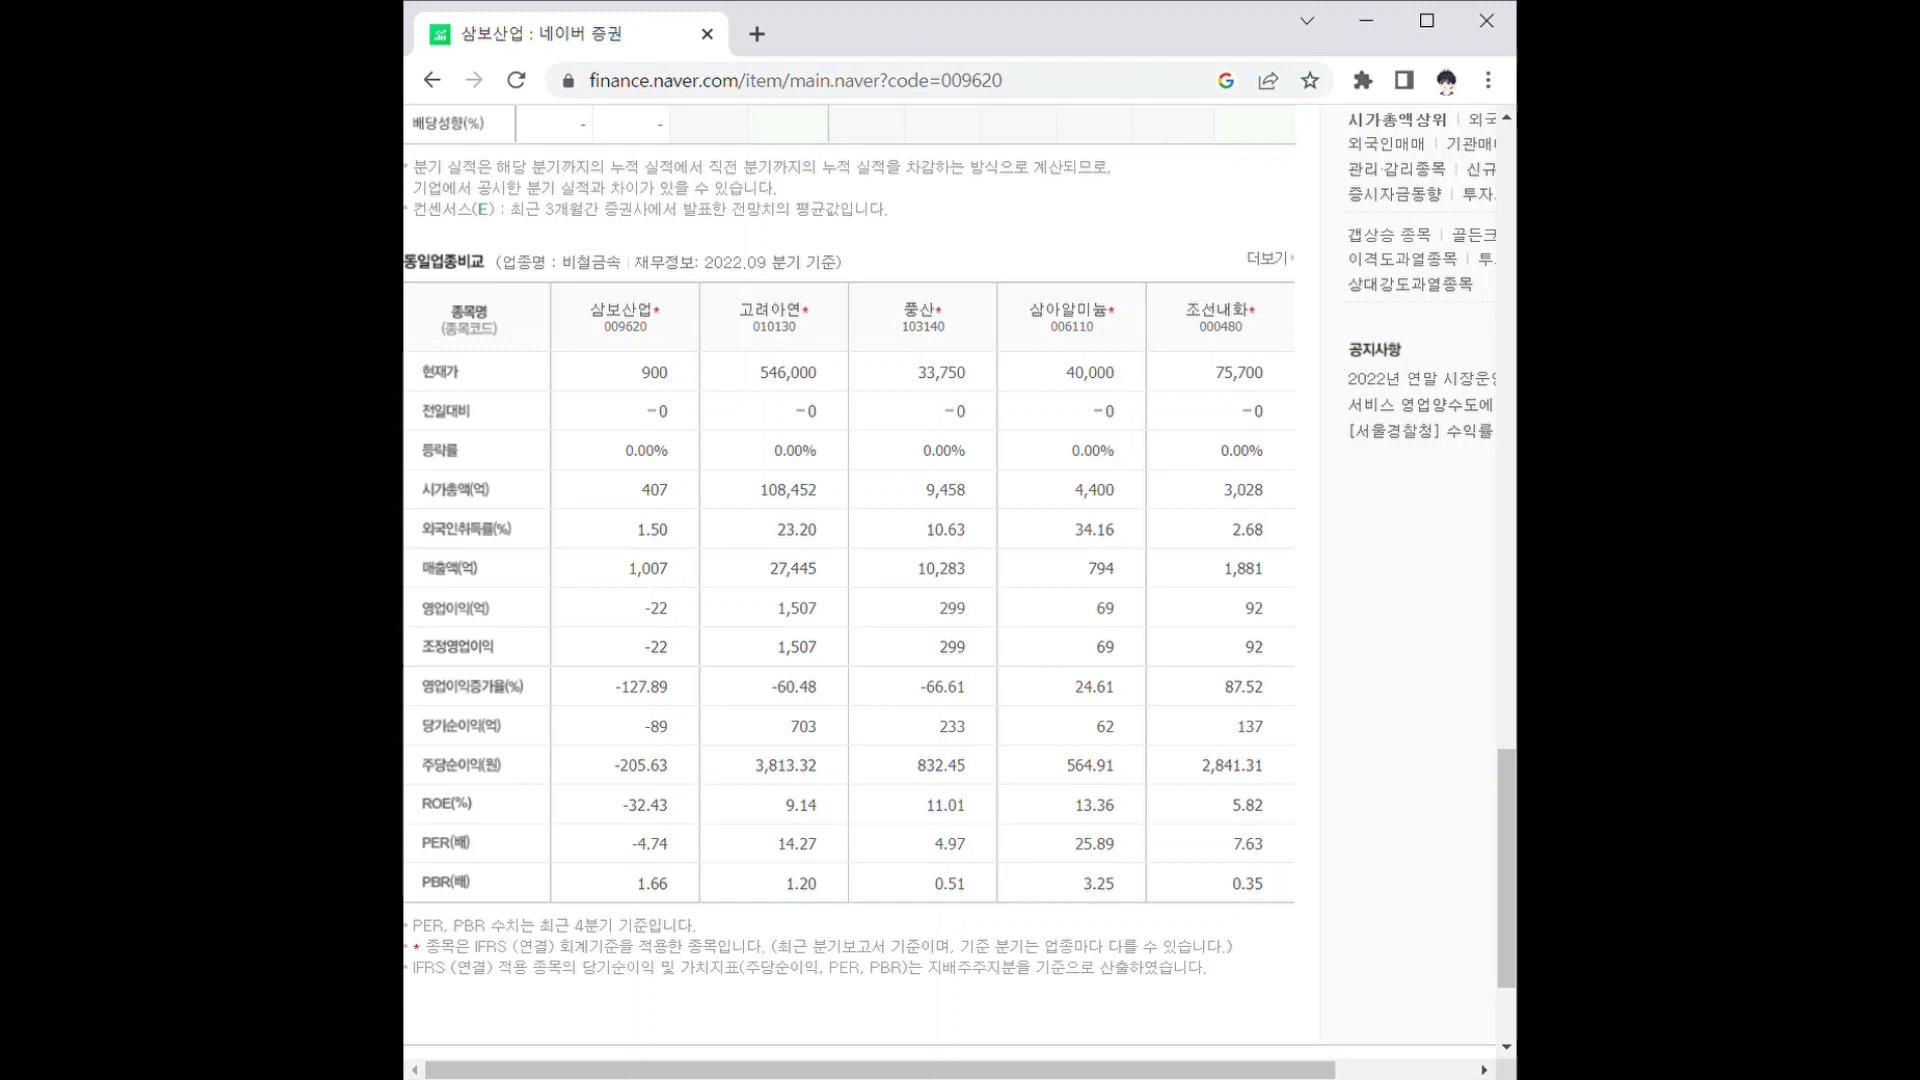 삼보산업 : 네이버 증권
finance.naver.com/item/main.naver?code=009620
배당성향(%) - -
분기 실적은 해당 분기까지의 누적 실적에서 직전 분기까지의 누적 실적을 차감하는 방식으로 계산되므로,
기업에서 공시한 분기 실적과 차이가 있을 수 있습니다.
컨센서스(E) : 최근 3개월간 증권사에서 발표한 전망치의 평균값입니다.
동일업종비교 (업종명 : 비철금속 | 재무정보: 2022.09 분기 기준) 더보기
종목명 삼보산업* 고려아연* 풍산* 삼아알미늄* 조선내화*
(종목코드) 009620 010130 103140 006110 000480
현재가 900 546,000 33,750 40,000 75,700
전일대비 -0 -0 -0 -0 -0
등락률 0.00% 0.00% 0.00% 0.00% 0.00%
시가총액(억) 407 108,452 9,458 4,400 3,028
외국인취득률(%) 1.50 23.20 10.63 34.16 2.68
매출액(억) 1,007 27,445 10,283 794 1,881
영업이익(억) -22 1,507 299 69 92
조정영업이익 -22 1,507 299 69 92
영업이익증가율(%) -127.89 -60.48 -66.61 24.61 87.52
당기순이익(억) -89 703 233 62 137
주당순이익(원) -205.63 3,813.32 832.45 564.91 2,841.31
ROE(%) -32.43 9.14 11.01 13.36 5.82
PER(배) -4.74 14.27 4.97 25.89 7.63
PBR(배) 1.66 1.20 0.51 3.25 0.35
PER, PBR 수치는 최근 4분기 기준입니다.
* 종목은 IFRS (연결) 회계기준을 적용한 종목입니다. (최근 분기보고서 기준이며, 기준 분기는 업종마다 다를 수 있습니다.)
IFRS (연결) 적용 종목의 당기순이익 및 가치지표(주당순이익, PER, PBR)는 지배주주지분을 기준으로 산출하였습니다.
시가총액상위 | 외국
외국인매매 | 기관매
관리·감리종목 | 신규
증시자금동향 | 투자
갭상승 종목 | 골든크
이격도과열종목 | 투
상대강도과열종목
공지사항
2022년 연말 시장운영
서비스 영업양수도에
[서울경찰청] 수익률